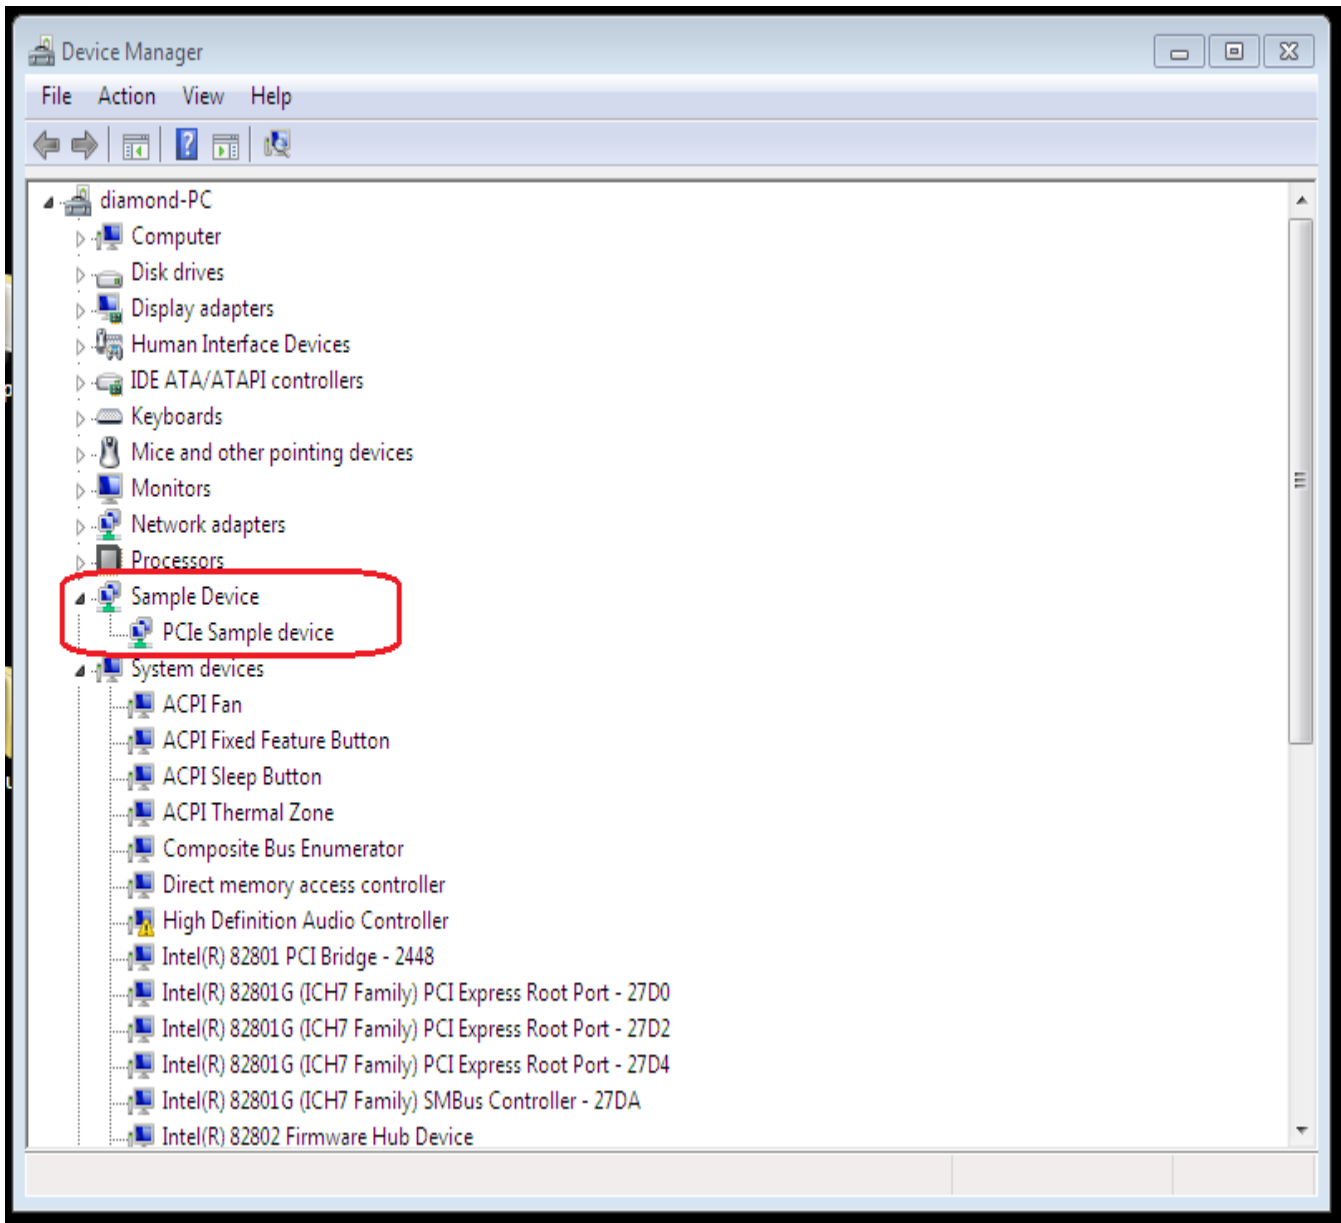 Device Manager
File Action View Help
diamond-PC
Computer
Disk drives
Display adapters
Human Interface Devices
IDE ATA/ATAPI controllers
Keyboards
Mice and other pointing devices
Monitors
Network adapters
Processors
Sample Device
PCIe Sample device
System devices
ACPI Fan
ACPI Fixed Feature Button
ACPI Sleep Button
ACPI Thermal Zone
Composite Bus Enumerator
Direct memory access controller
High Definition Audio Controller
Intel(R) 82801 PCI Bridge - 2448
Intel(R) 82801G (ICH7 Family) PCI Express Root Port - 27D0
Intel(R) 82801G (ICH7 Family) PCI Express Root Port - 27D2
Intel(R) 82801G (ICH7 Family) PCI Express Root Port - 27D4
Intel(R) 82801G (ICH7 Family) SMBus Controller - 27DA
Intel(R) 82802 Firmware Hub Device